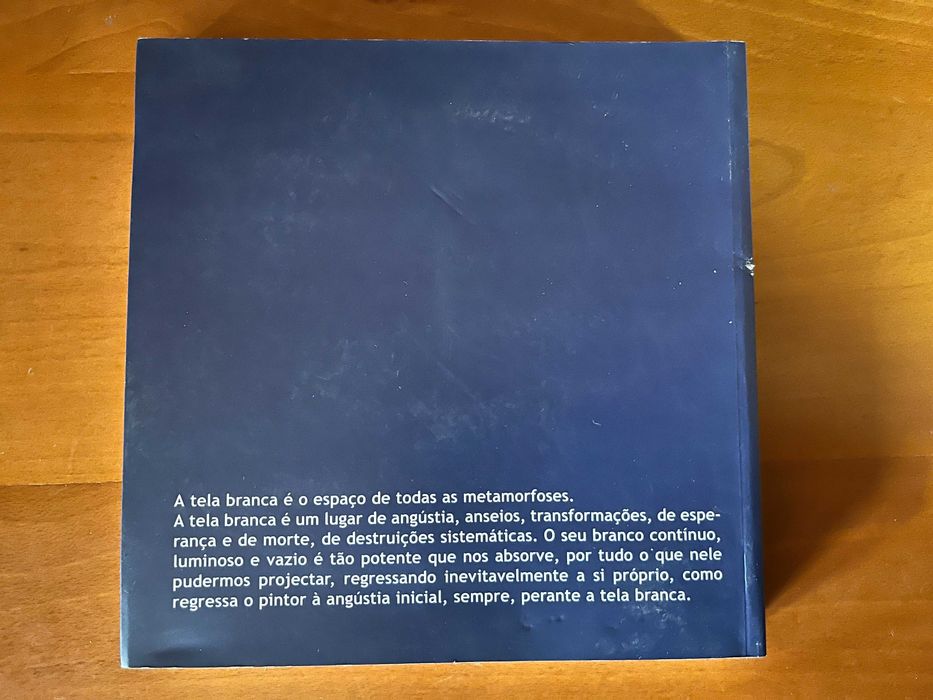 A tela branca é o espaço de todas as metamorfoses.
A tela branca é um lugar de angústia, anseios, transformações, de espe-
rança e de morte, de destruições sistemáticas. O seu branco contínuo,
luminoso e vazio é tão potente que nos absorve, por tudo o que nele
pudermos projectar, regressando inevitavelmente a si próprio, como
regressa o pintor à angústia inicial, sempre, perante a tela branca.